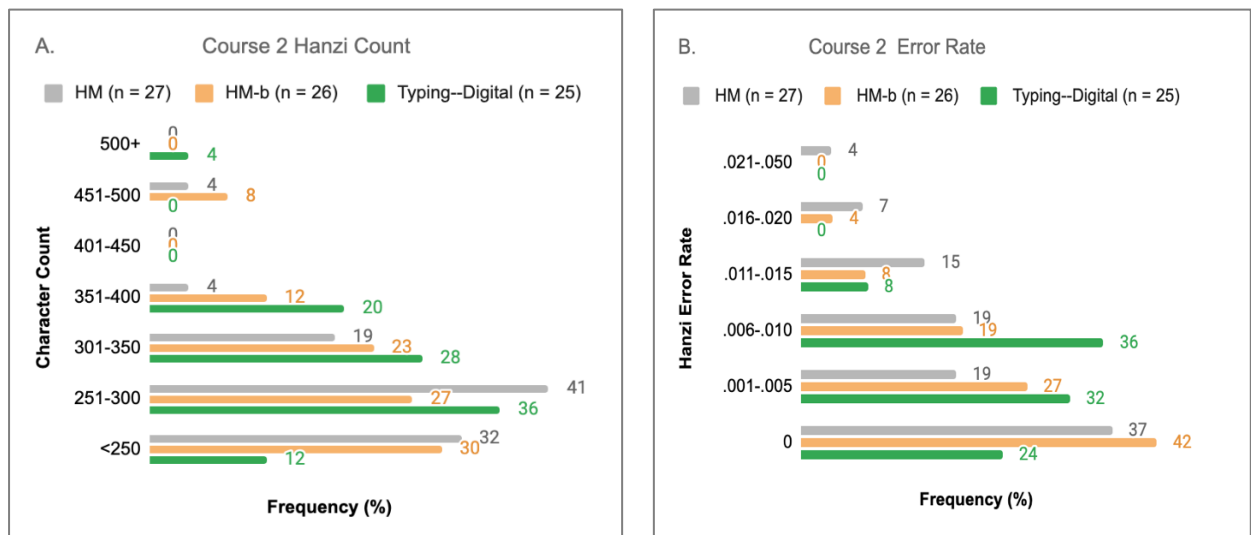 A. Course 2 Hanzi Count
HM (n = 27) HM-b (n = 26) Typing--Digital (n = 25)
Character Count
500+ 0 0 4
451-500 4 8 0
401-450 0 0 0
351-400 4 12 20
301-350 19 23 28
251-300 41 27 36
<250 32 30 12
Frequency (%)
B. Course 2 Error Rate
HM (n = 27) HM-b (n = 26) Typing--Digital (n = 25)
Hanzi Error Rate
.021-.050 4 0 0
.016-.020 7 4 0
.011-.015 15 8 8
.006-.010 19 19 36
.001-.005 19 27 32
0 37 42 24
Frequency (%)